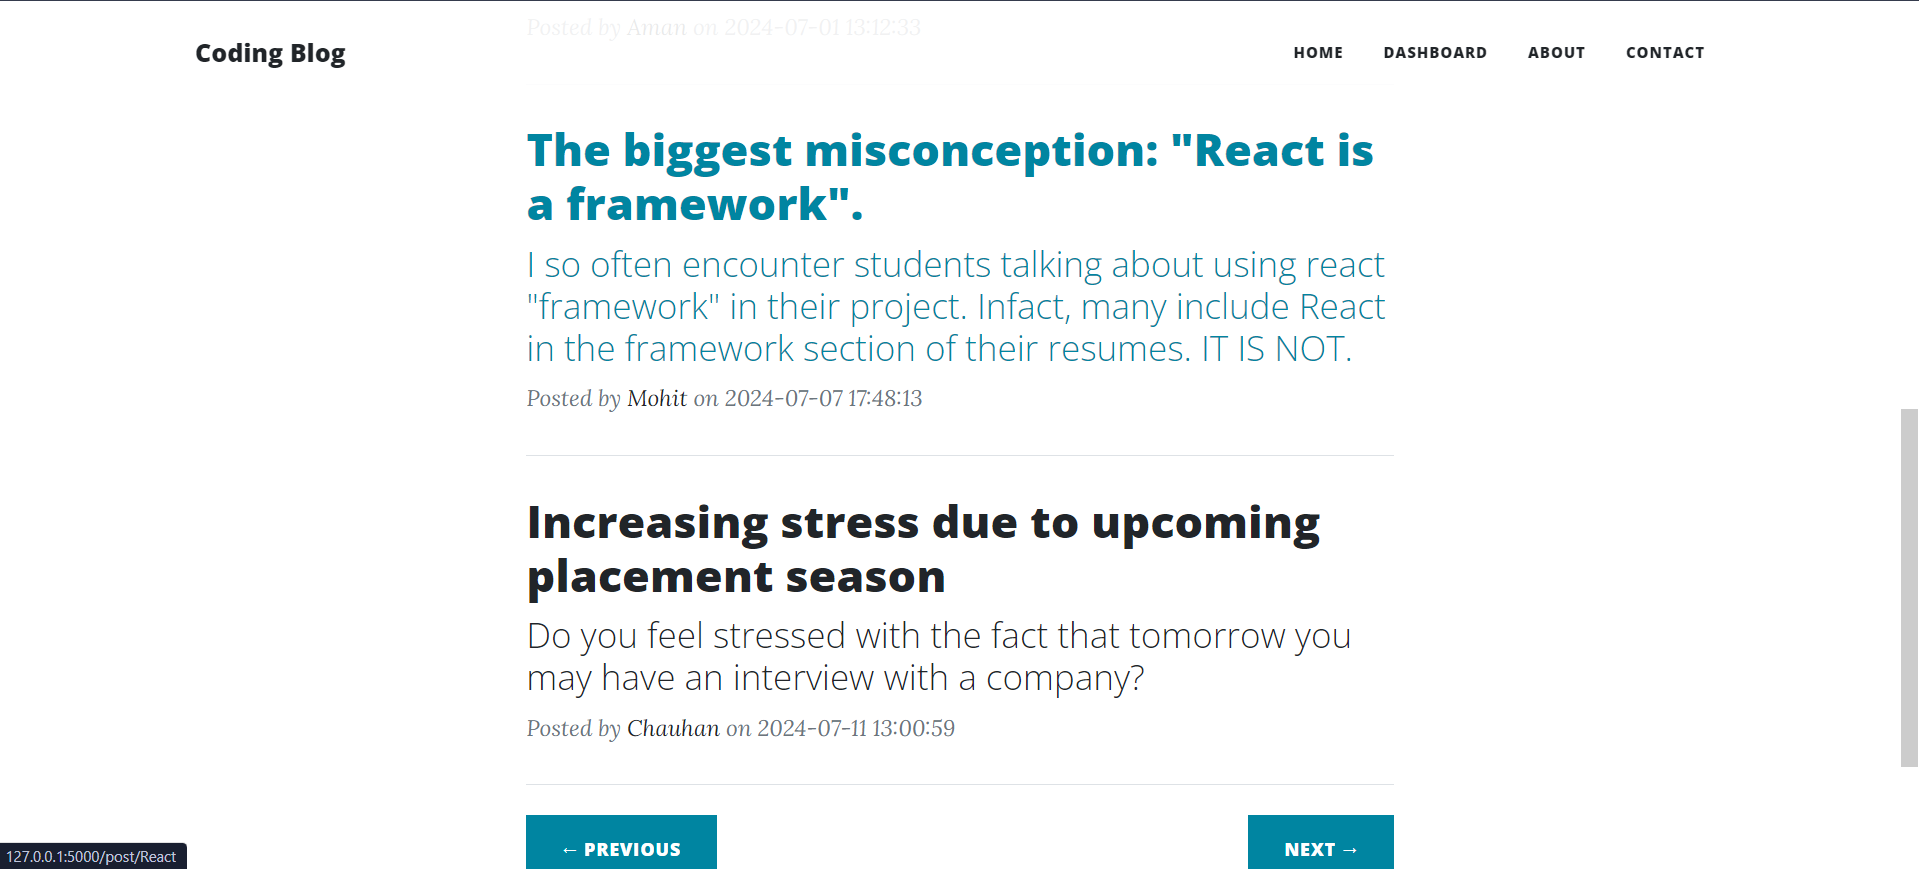 Posted by Aman on 2024-07-01 13:12:33
Coding Blog
HOME DASHBOARD ABOUT CONTACT
The biggest misconception: "React is
a framework".
I so often encounter students talking about using react
"framework" in their project. Infact, many include React
in the framework section of their resumes. IT IS NOT.
Posted by Mohit on 2024-07-07 17:48:13
Increasing stress due to upcoming
placement season
Do you feel stressed with the fact that tomorrow you
may have an interview with a company?
Posted by Chauhan on 2024-07-11 13:00:59
← PREVIOUS
NEXT →
127.0.0.1:5000/post/React